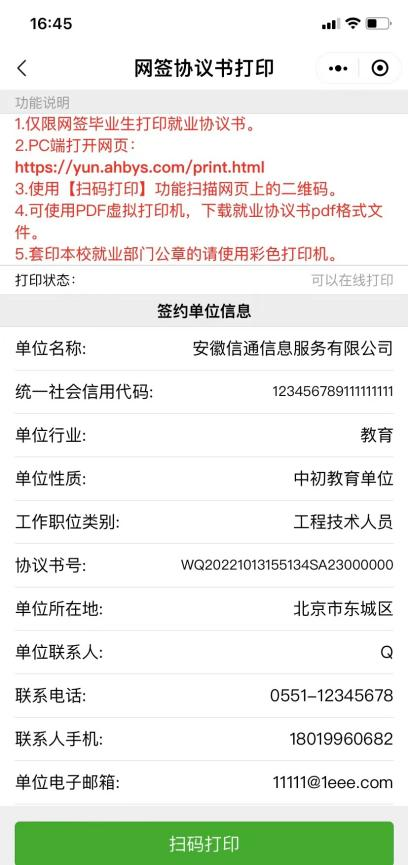 16:45
网签协议书打印
功能说明
1.仅限网签毕业生打印就业协议书。
2.PC端打开网页：
https://yun.ahbys.com/print.html
3.使用【扫码打印】功能扫描网页上的二维码。
4.可使用PDF虚拟打印机，下载就业协议书pdf格式文
件。
5.套印本校就业部门公章的请使用彩色打印机。
打印状态： 可以在线打印
签约单位信息
单位名称: 安徽信通信息服务有限公司
统一社会信用代码: 123456789111111111
单位行业: 教育
单位性质: 中初教育单位
工作职位类别: 工程技术人员
协议书号: WQ20221013155134SA23000000
单位所在地: 北京市东城区
单位联系人: Q
联系电话: 0551-12345678
联系人手机: 18019960682
单位电子邮箱: 11111@1eee.com
扫码打印